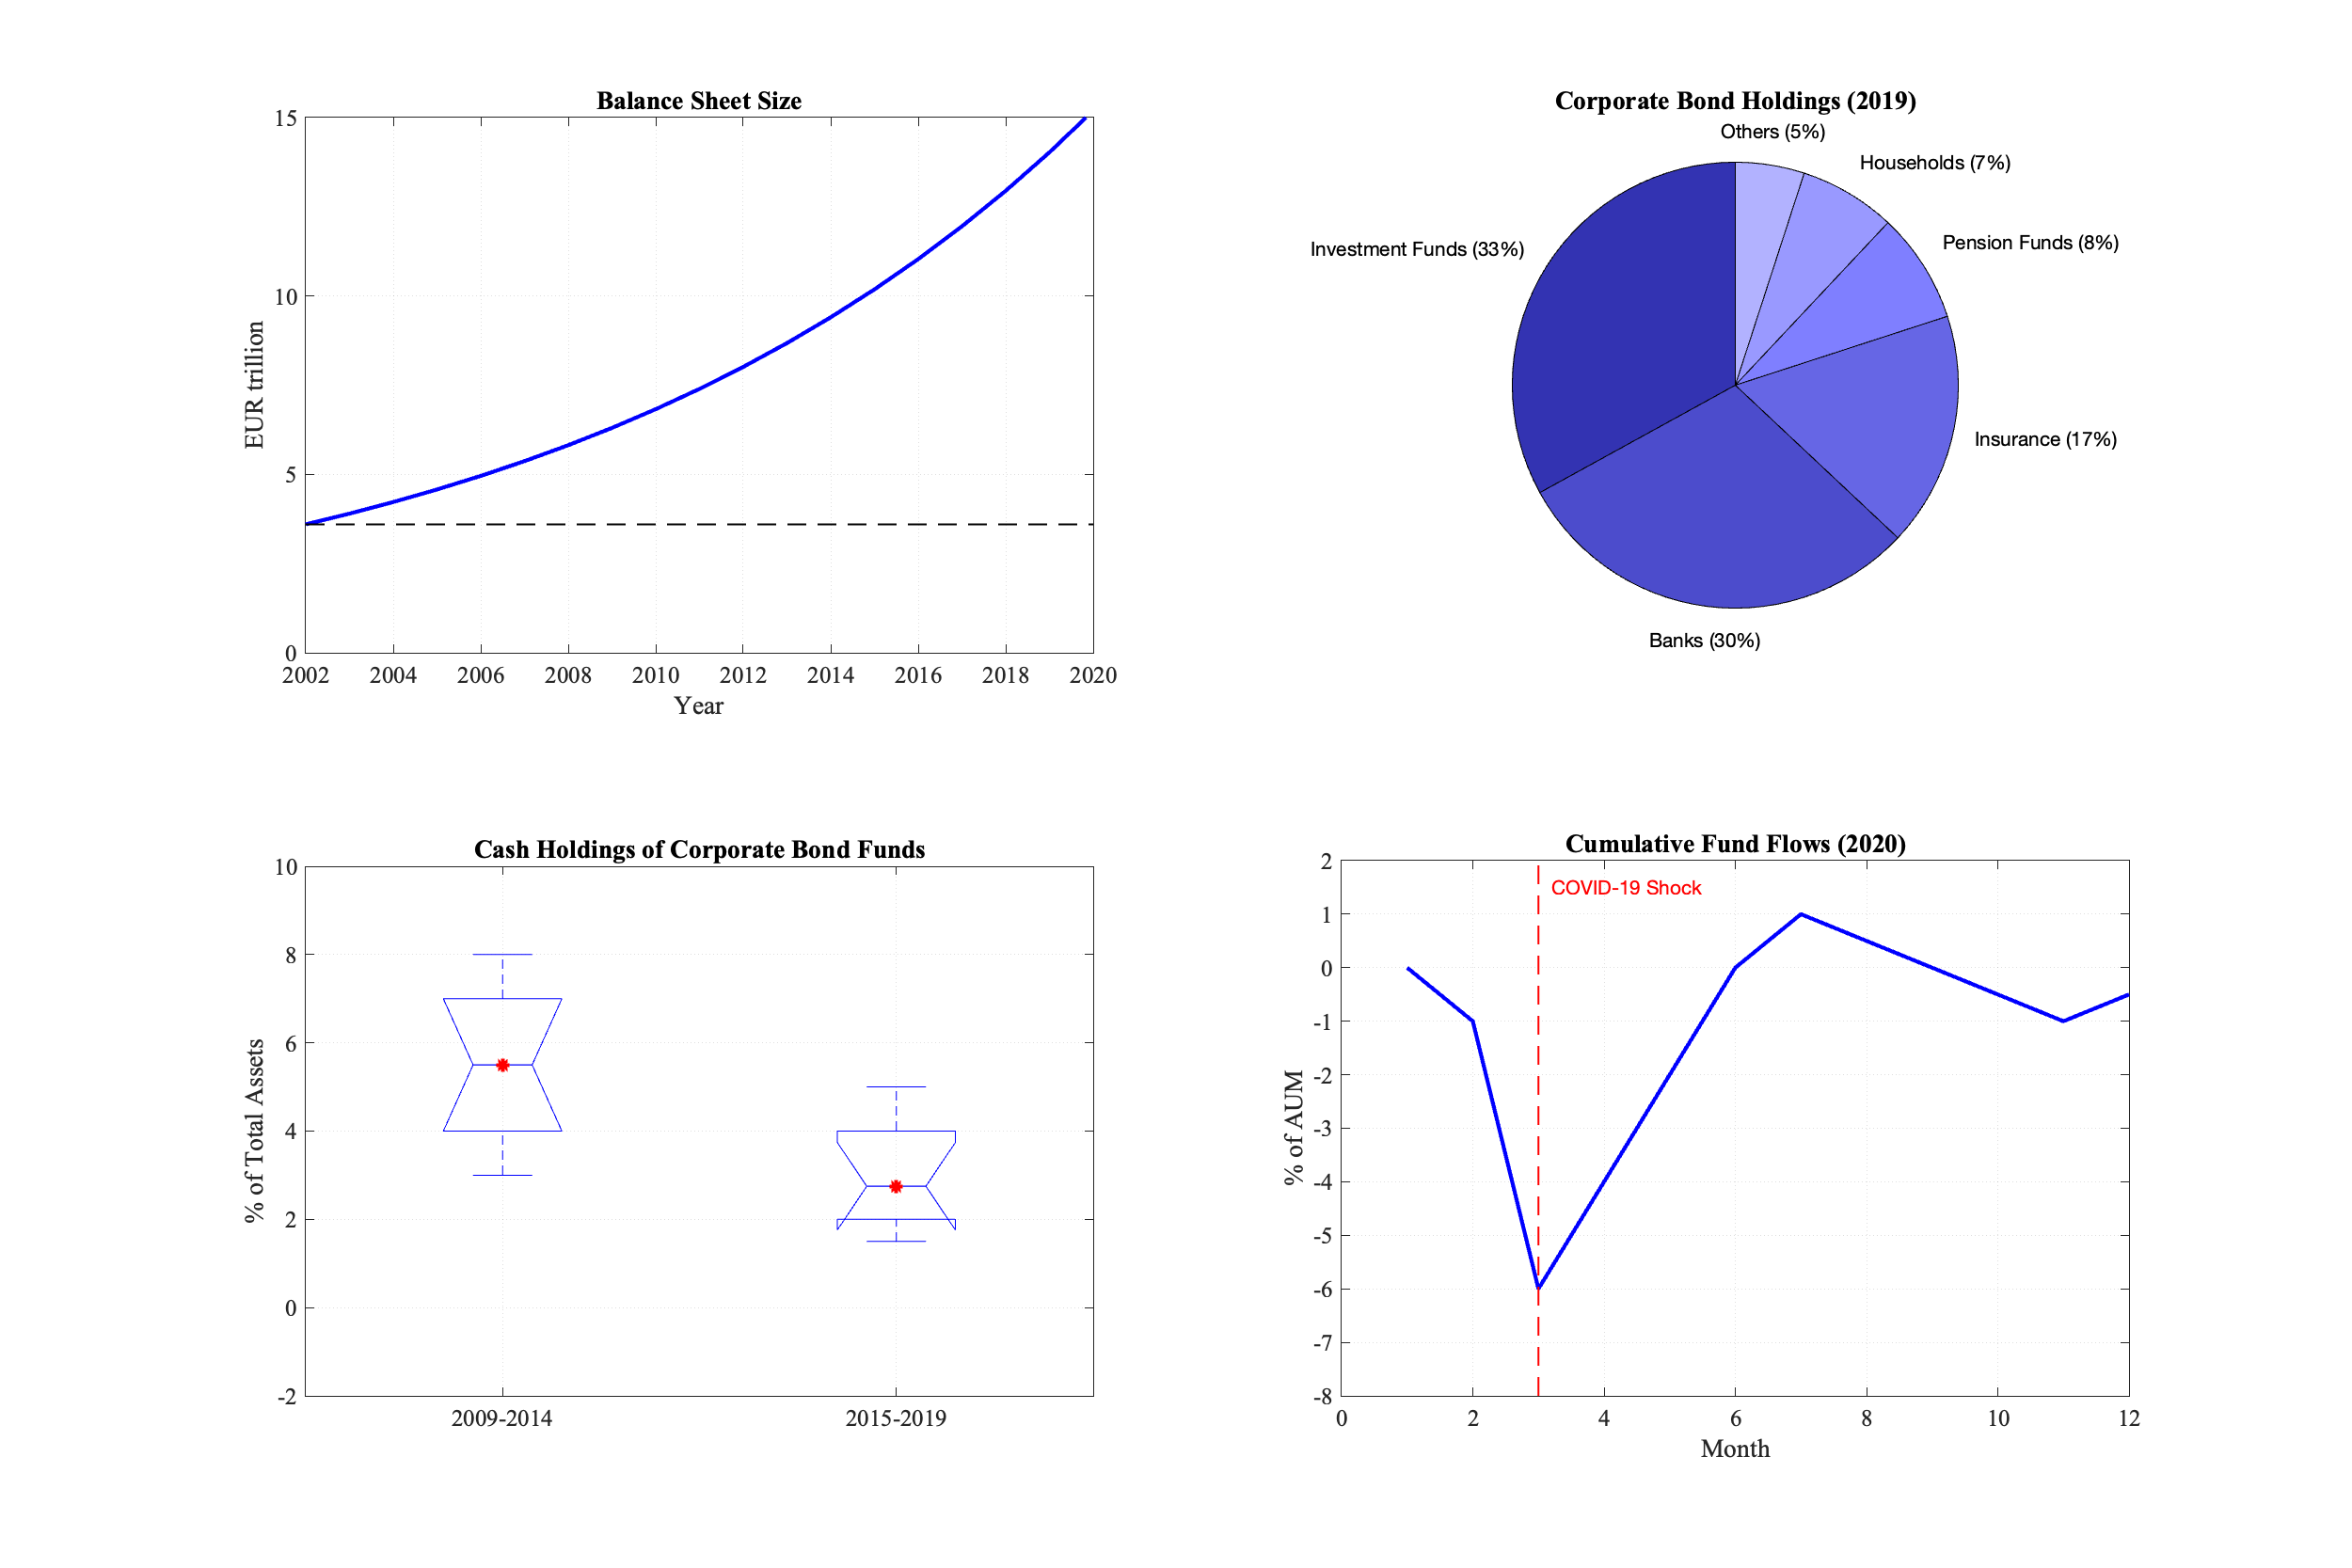 Balance Sheet Size
15
10
5
0
EUR trillion
2002 2004 2006 2008 2010 2012 2014 2016 2018 2020
Year
Corporate Bond Holdings (2019)
Others (5%)
Households (7%)
Pension Funds (8%)
Investment Funds (33%)
Insurance (17%)
Banks (30%)
Cash Holdings of Corporate Bond Funds
10
8
6
4
2
0
-2
% of Total Assets
2009-2014 2015-2019
Cumulative Fund Flows (2020)
2
COVID-19 Shock
1
0
-1
-2
-3
-4
-5
-6
-7
-8
% of AUM
0 2 4 6 8 10 12
Month